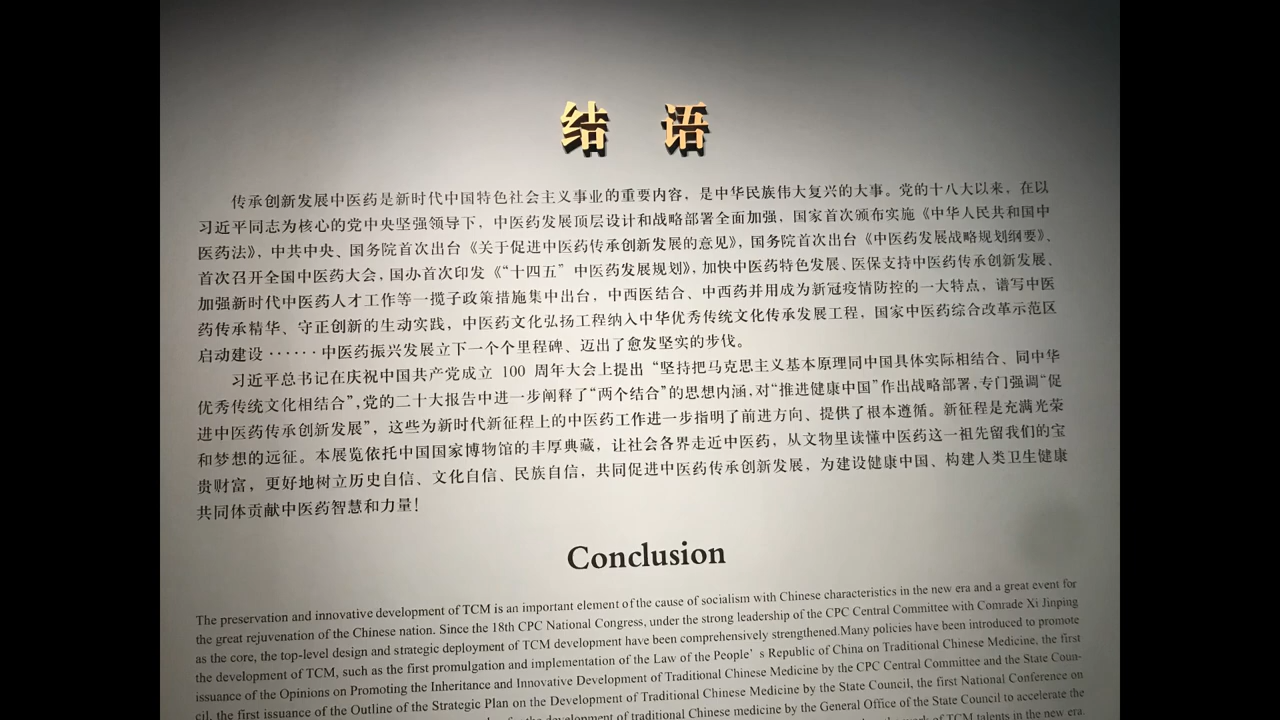 结 语
传承创新发展中医药是新时代中国特色社会主义事业的重要内容，是中华民族伟大复兴的大事。党的十八大以来，在以
习近平同志为核心的党中央坚强领导下，中医药发展顶层设计和战略部署全面加强，国家首次颁布实施《中华人民共和国中
医药法》，中共中央、国务院首次出台《关于促进中医药传承创新发展的意见》，国务院首次出台《中医药发展战略规划纲要》、
首次召开全国中医药大会，国办首次印发《“十四五”中医药发展规划》，加快中医药特色发展、医保支持中医药传承创新发展、
加强新时代中医药人才工作等一揽子政策措施集中出台，中西医结合、中西药并用成为新冠疫情防控的一大特点，谱写中医
药传承精华、守正创新的生动实践，中医药文化弘扬工程纳入中华优秀传统文化传承发展工程，国家中医药综合改革示范区
启动建设……中医药振兴发展立下一个个里程碑、迈出了愈发坚实的步伐。
习近平总书记在庆祝中国共产党成立 100 周年大会上提出“坚持把马克思主义基本原理同中国具体实际相结合、同中华
优秀传统文化相结合”，党的二十大报告中进一步阐释了“两个结合”的思想内涵，对“推进健康中国”作出战略部署，专门强调“促
进中医药传承创新发展”，这些为新时代新征程上的中医药工作进一步指明了前进方向、提供了根本遵循。新征程是充满光荣
和梦想的远征。本展览依托中国国家博物馆的丰厚典藏，让社会各界走近中医药，从文物里读懂中医药这一祖先留我们的宝
贵财富，更好地树立历史自信、文化自信、民族自信，共同促进中医药传承创新发展，为建设健康中国、构建人类卫生健康
共同体贡献中医药智慧和力量！
Conclusion
The preservation and innovative development of TCM is an important element of the cause of socialism with Chinese characteristics in the new era and a great event for
the great rejuvenation of the Chinese nation. Since the 18th CPC National Congress, under the strong leadership of the CPC Central Committee with Comrade Xi Jinping
as the core, the top-level design and strategic deployment of TCM development have been comprehensively strengthened.Many policies have been introduced to promote
the development of TCM, such as the first promulgation and implementation of the Law of the People’s Republic of China on Traditional Chinese Medicine, the first
issuance of the Opinions on Promoting the Inheritance and Innovative Development of Traditional Chinese Medicine by the CPC Central Committee and the State Coun-
cil, the first issuance of the Outline of the Strategic Plan on the Development of Traditional Chinese Medicine by the State Council, the first National Conference on
development of traditional Chinese medicine by the General Office of the State Council to accelerate the
work of TCM talents in the new era.